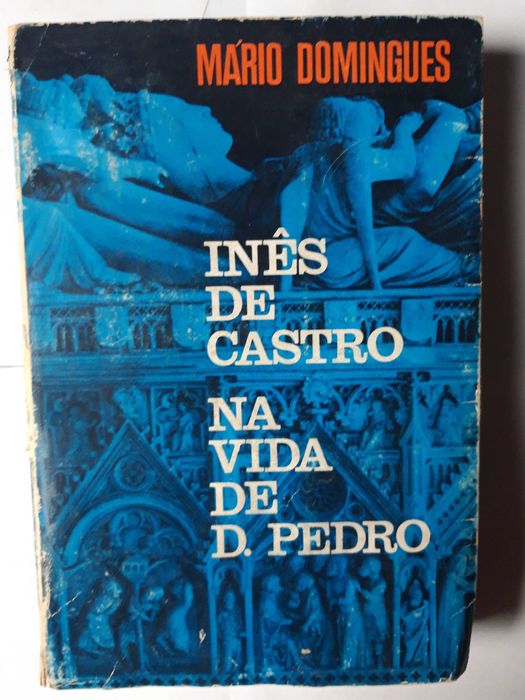 MÁRIO DOMINGUES
INÊS
DE
CASTRO
NA
VIDA
DE
D. PEDRO